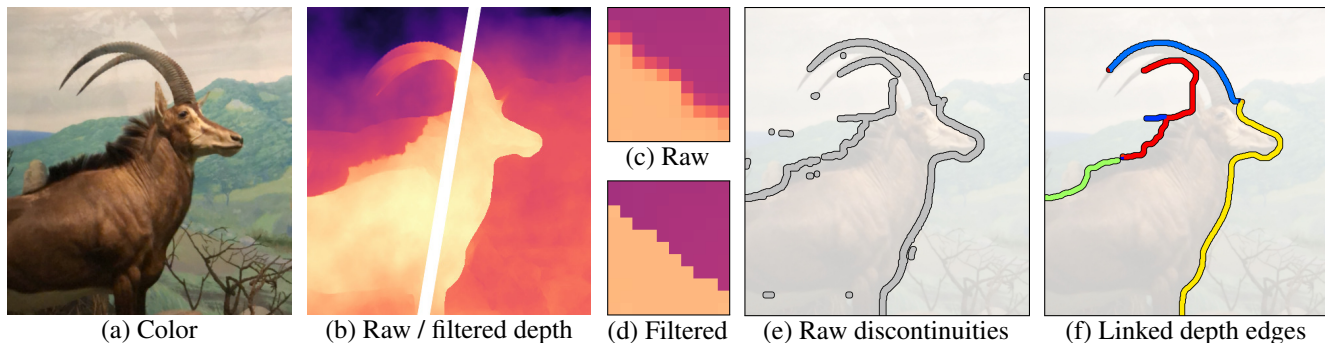 (c) Raw
(a) Color
(b) Raw / filtered depth
(d) Filtered
(e) Raw discontinuities
(f) Linked depth edges